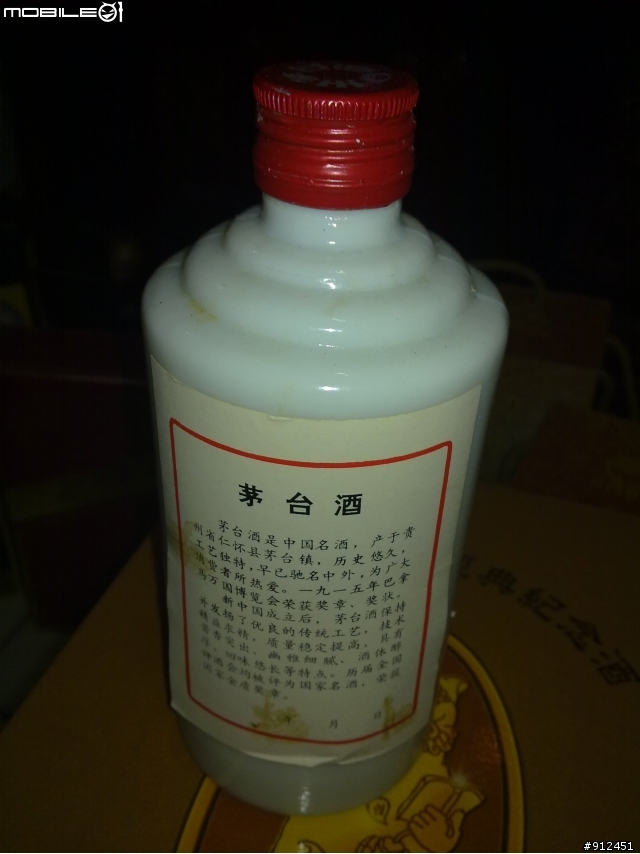 MOBILE01
茅台酒
茅台酒是中国名酒，产于贵
州省仁怀县茅台镇，历史悠久，
工艺独特，早已驰名中外，为广大
消费者所热爱。一九一五年巴拿
马万国博览会荣获奖章、奖状。
新中国成立后，茅台酒保持
并发扬了优良的传统工艺，技术
精益求精，质量稳定提高，具有
酱香突出、幽雅细腻、酒体醇
厚、回味悠长等特点。历届全国
评酒会均被评为国家名酒，荣获
国家金质奖章。
年 月 日
典紀念酒
#912451